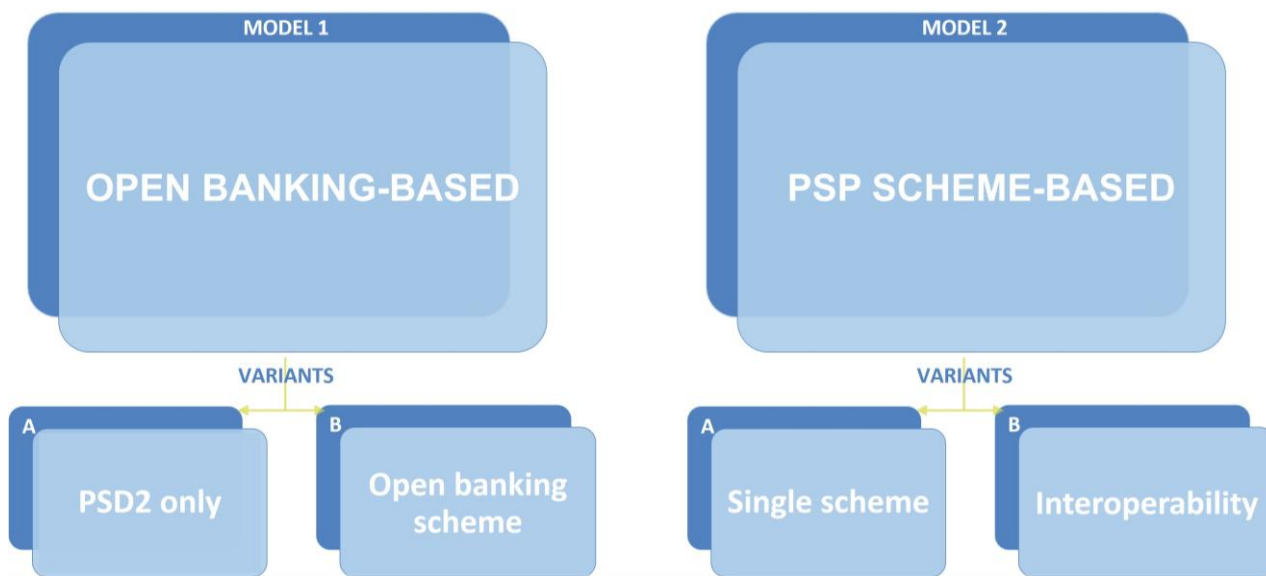 MODEL 1
OPEN BANKING-BASED
VARIANTS
A
PSD2 only
B
Open banking
scheme
MODEL 2
PSP SCHEME-BASED
VARIANTS
A
Single scheme
B
Interoperability